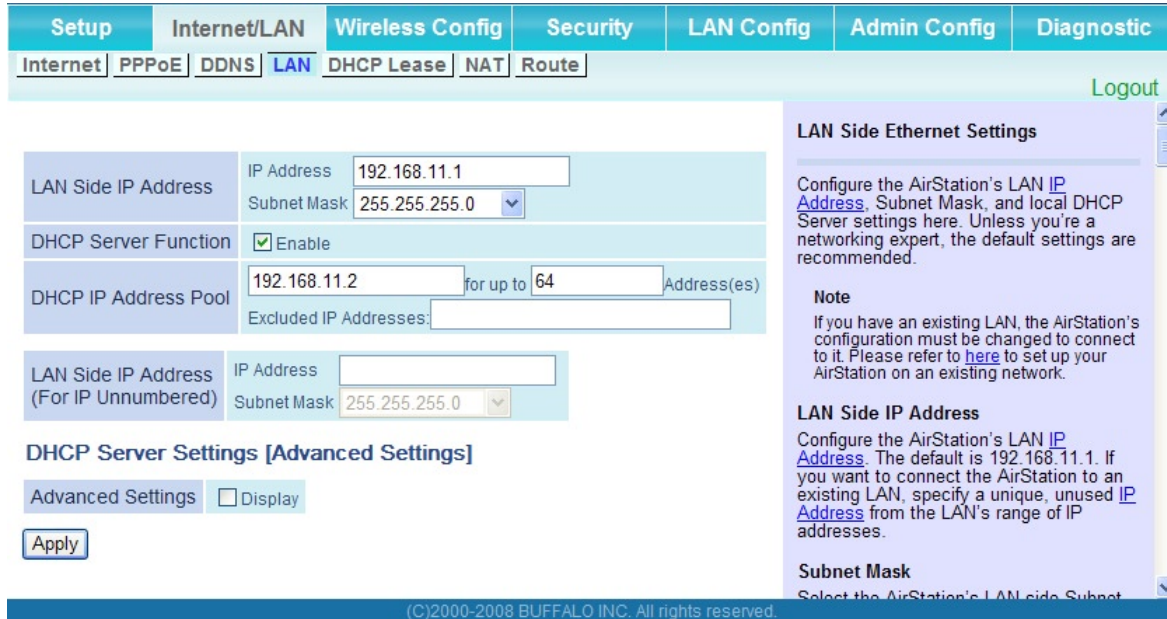 Setup Internet/LAN Wireless Config Security LAN Config Admin Config Diagnostic
Internet PPPoE DDNS LAN DHCP Lease NAT Route
Logout
LAN Side IP Address
IP Address 192.168.11.1
Subnet Mask 255.255.255.0
DHCP Server Function Enable
DHCP IP Address Pool
192.168.11.2 for up to 64 Address(es)
Excluded IP Addresses:
LAN Side IP Address
(For IP Unnumbered)
IP Address
Subnet Mask 255.255.255.0
DHCP Server Settings [Advanced Settings]
Advanced Settings Display
Apply
LAN Side Ethernet Settings
Configure the AirStation's LAN IP
Address, Subnet Mask, and local DHCP
Server settings here. Unless you're a
networking expert, the default settings are
recommended.
Note
If you have an existing LAN, the AirStation's
configuration must be changed to connect
to it. Please refer to here to set up your
AirStation on an existing network.
LAN Side IP Address
Configure the AirStation's LAN IP
Address. The default is 192.168.11.1. If
you want to connect the AirStation to an
existing LAN, specify a unique, unused IP
Address from the LAN's range of IP
addresses.
Subnet Mask
Select the AirStation's LAN side Subnet
(C)2000-2008 BUFFALO INC. All rights reserved.